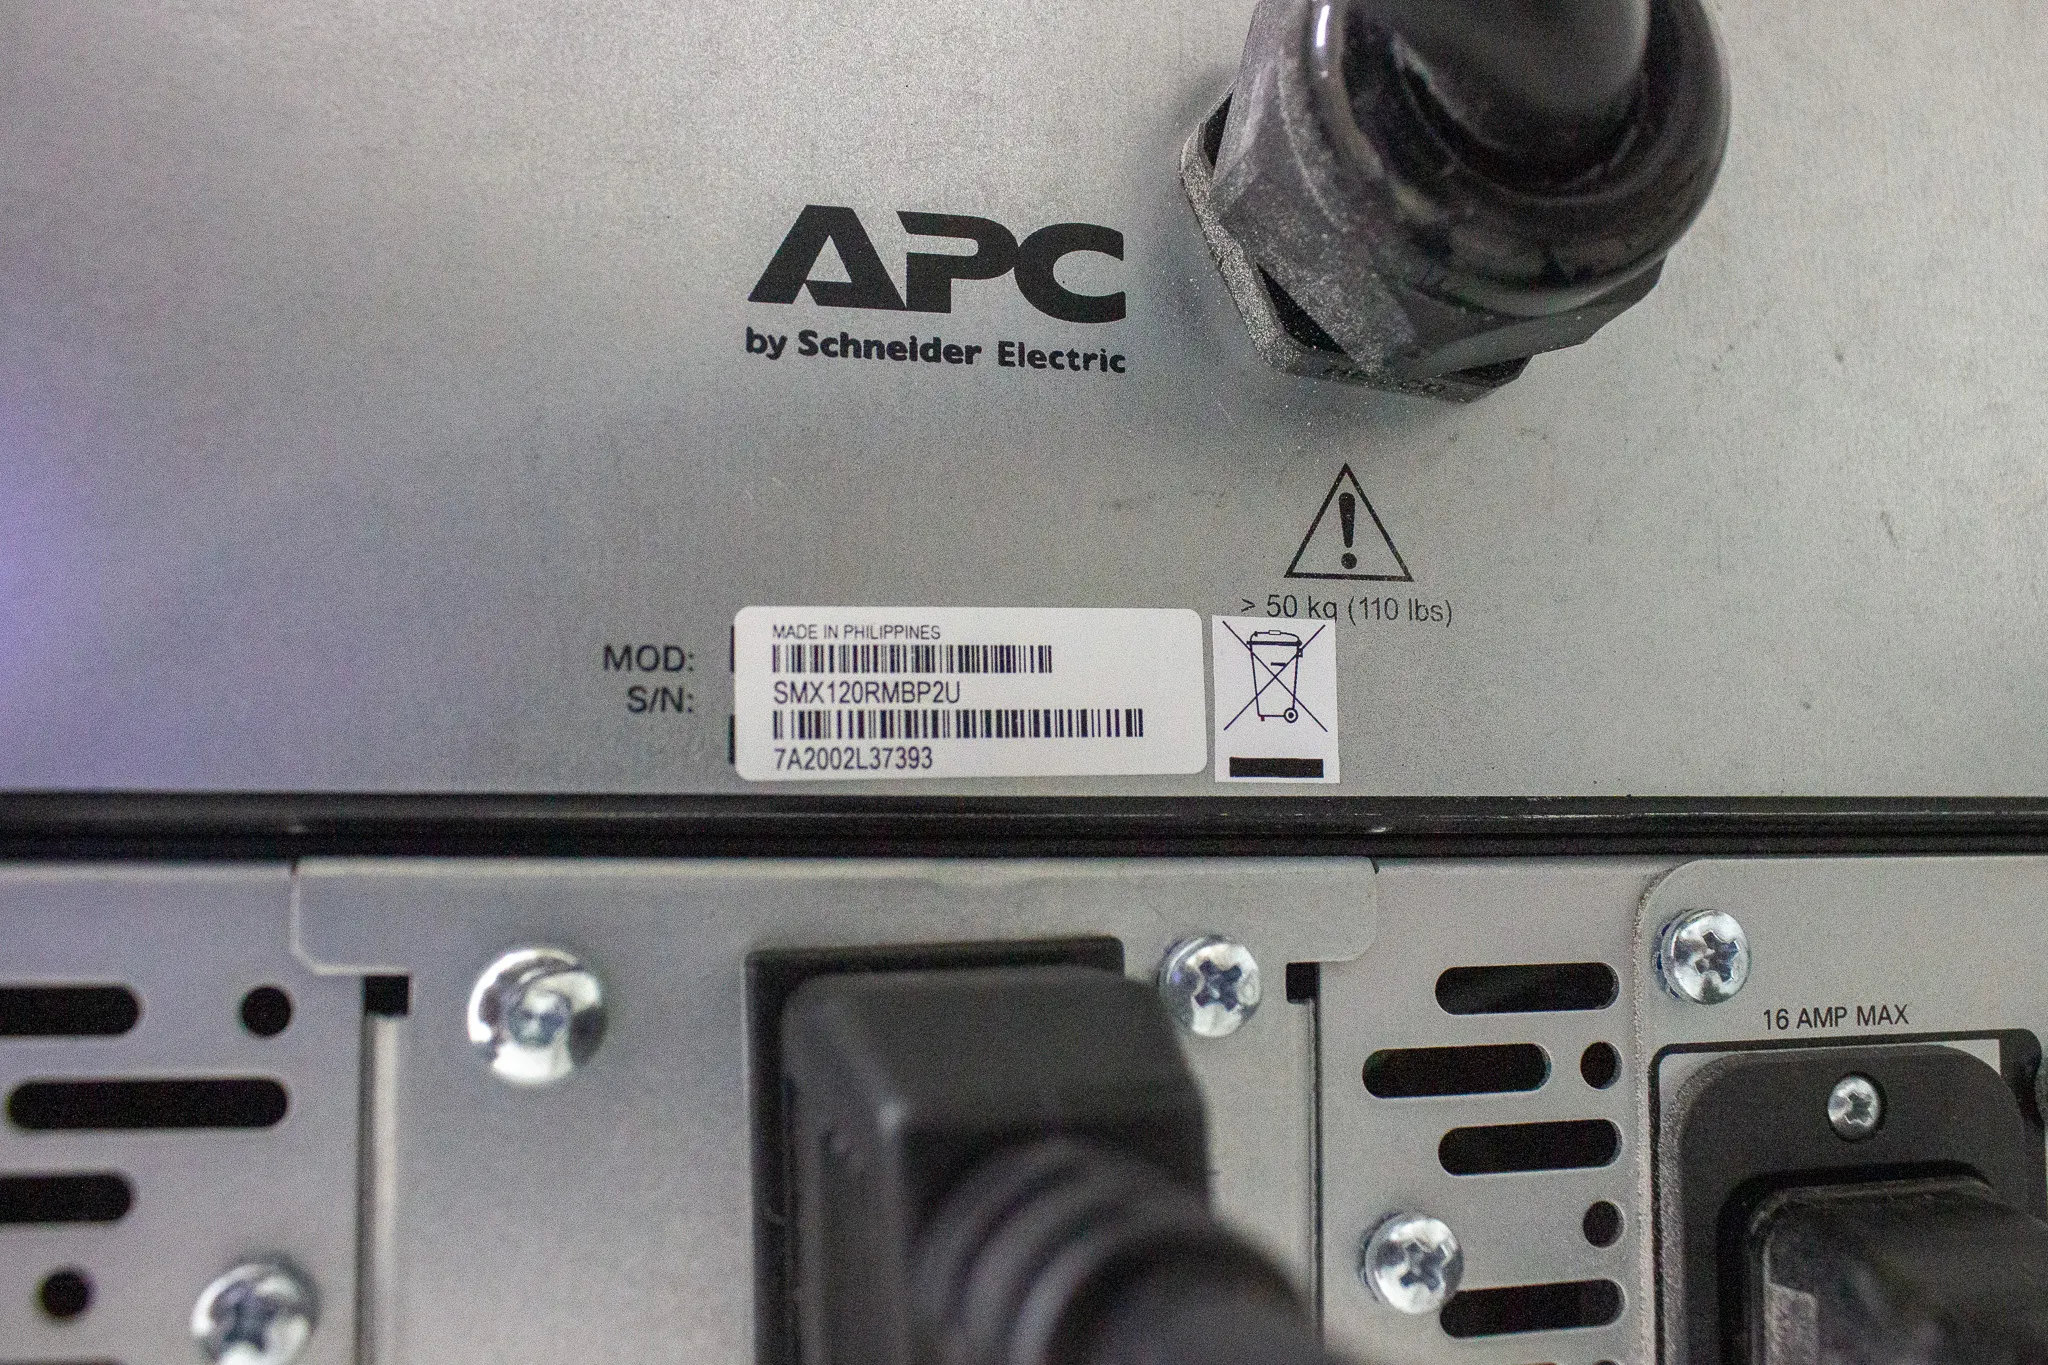 APC
by Schneider Electric
> 50 kg (110 lbs)
MADE IN PHILIPPINES
MOD:
SMX120RMBP2U
S/N:
7A2002L37393
16 AMP MAX